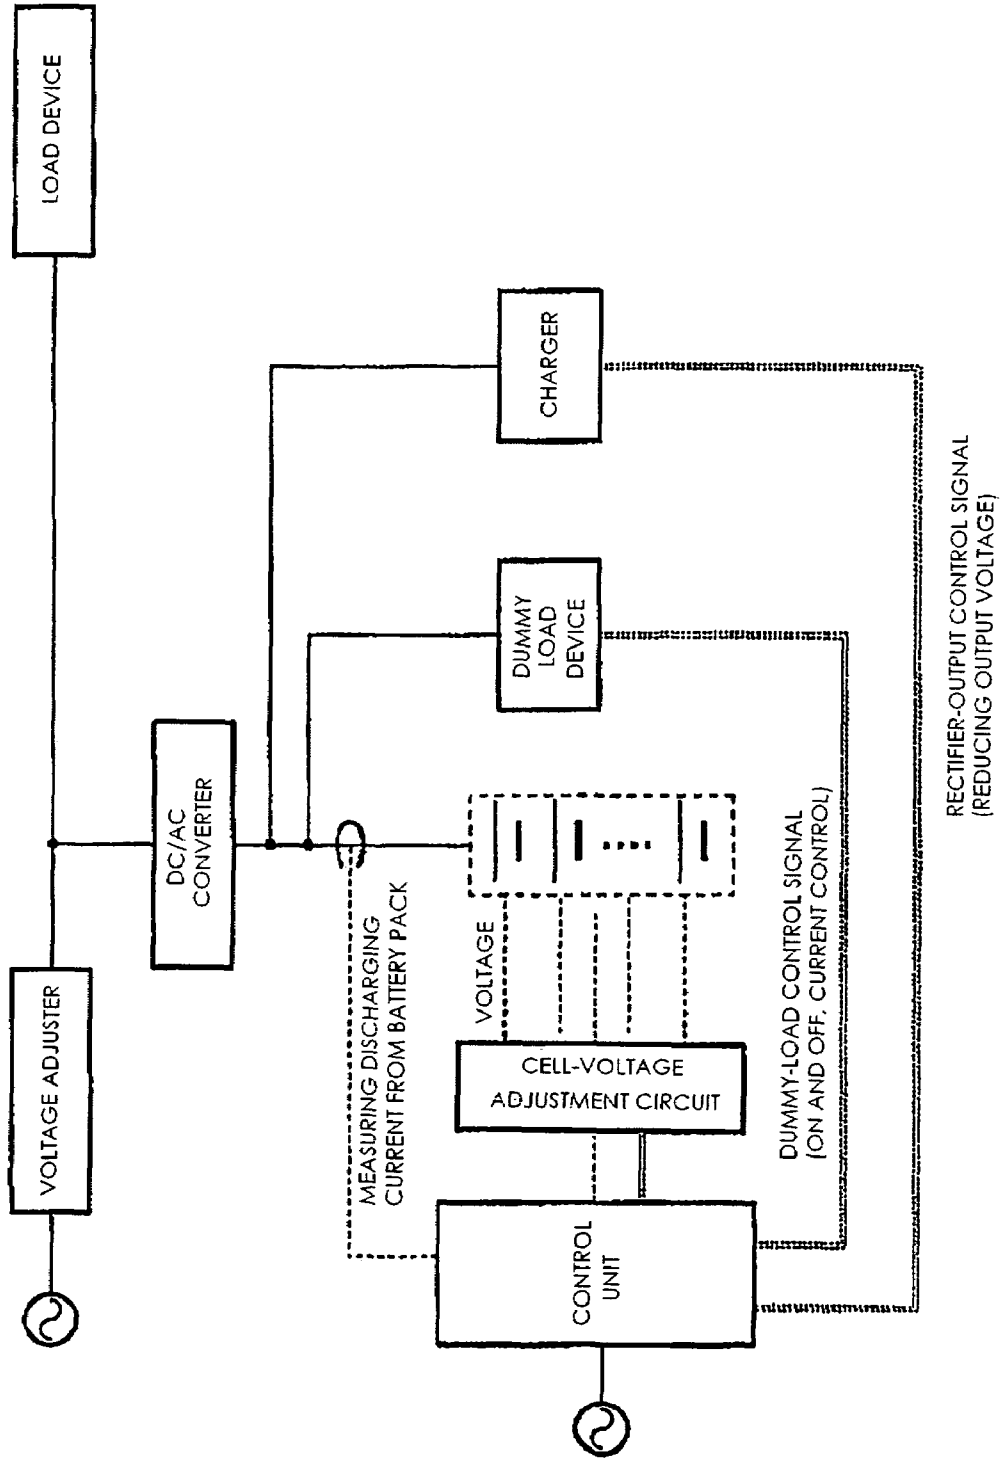 VOLTAGE ADJUSTER
LOAD DEVICE
DC/AC
CONVERTER
MEASURING DISCHARGING
CURRENT FROM BATTERY PACK
VOLTAGE
DUMMY
LOAD
DEVICE
CHARGER
CONTROL
UNIT
CELL-VOLTAGE
ADJUSTMENT CIRCUIT
DUMMY-LOAD CONTROL SIGNAL
(ON AND OFF, CURRENT CONTROL)
RECTIFIER-OUTPUT CONTROL SIGNAL
(REDUCING OUTPUT VOLTAGE)